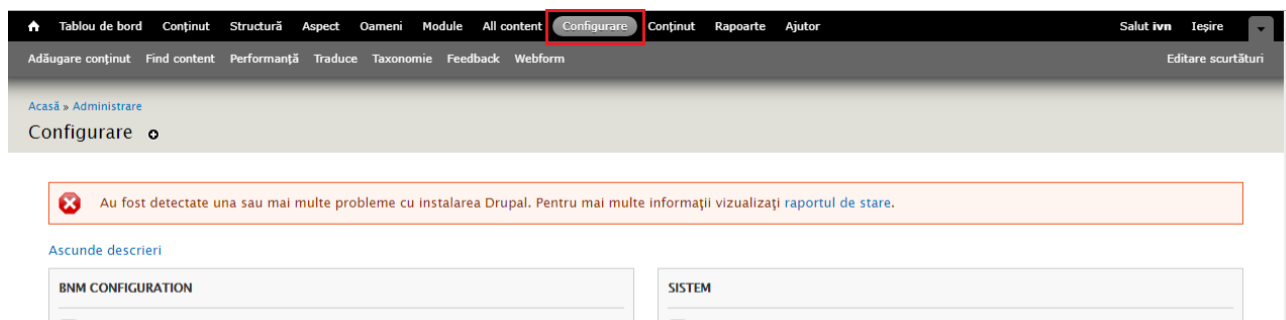 Tablou de bord Conținut Structură Aspect Oameni Module All content Configurare Conținut Rapoarte Ajutor Salut ivn Ieșire
Adăugare conținut Find content Performanță Traduce Taxonomie Feedback Webform Editare scurtături
Acasă » Administrare
Configurare
Au fost detectate una sau mai multe probleme cu instalarea Drupal. Pentru mai multe informaţii vizualizaţi raportul de stare.
Ascunde descrieri
BNM CONFIGURATION SISTEM